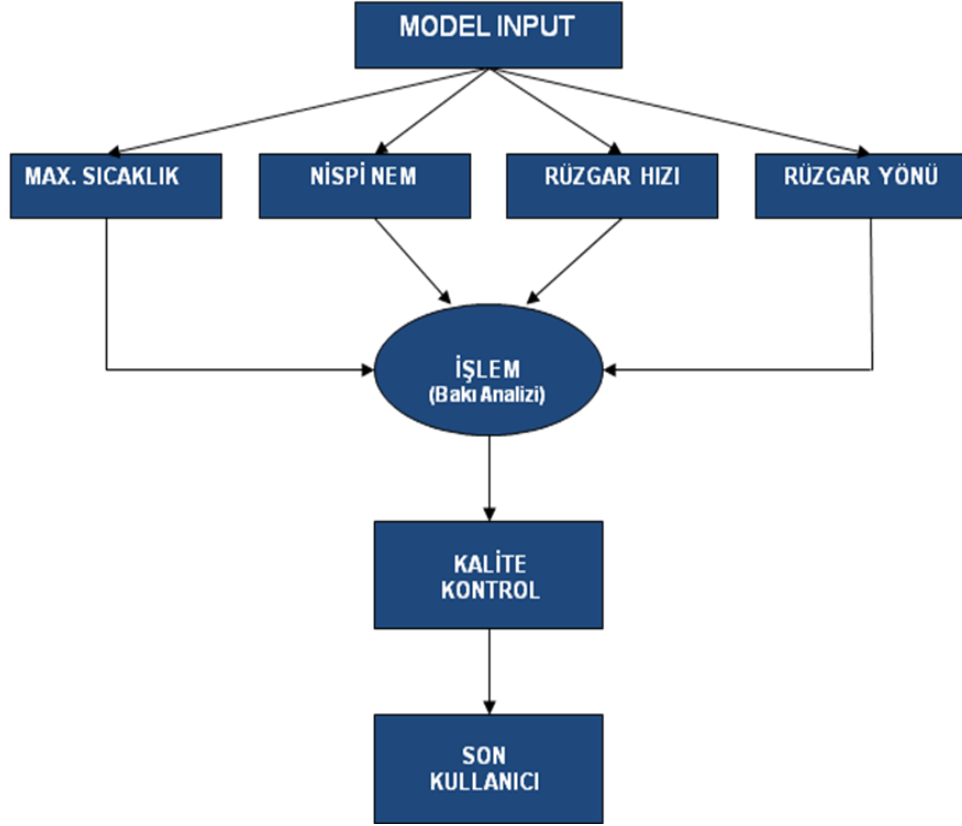 MODEL INPUT
MAX. SICAKLIK
NİSPİ NEM
RÜZGAR HIZI
RÜZGAR YÖNÜ
İŞLEM
(Bakı Analizi)
KALİTE
KONTROL
SON
KULLANICI